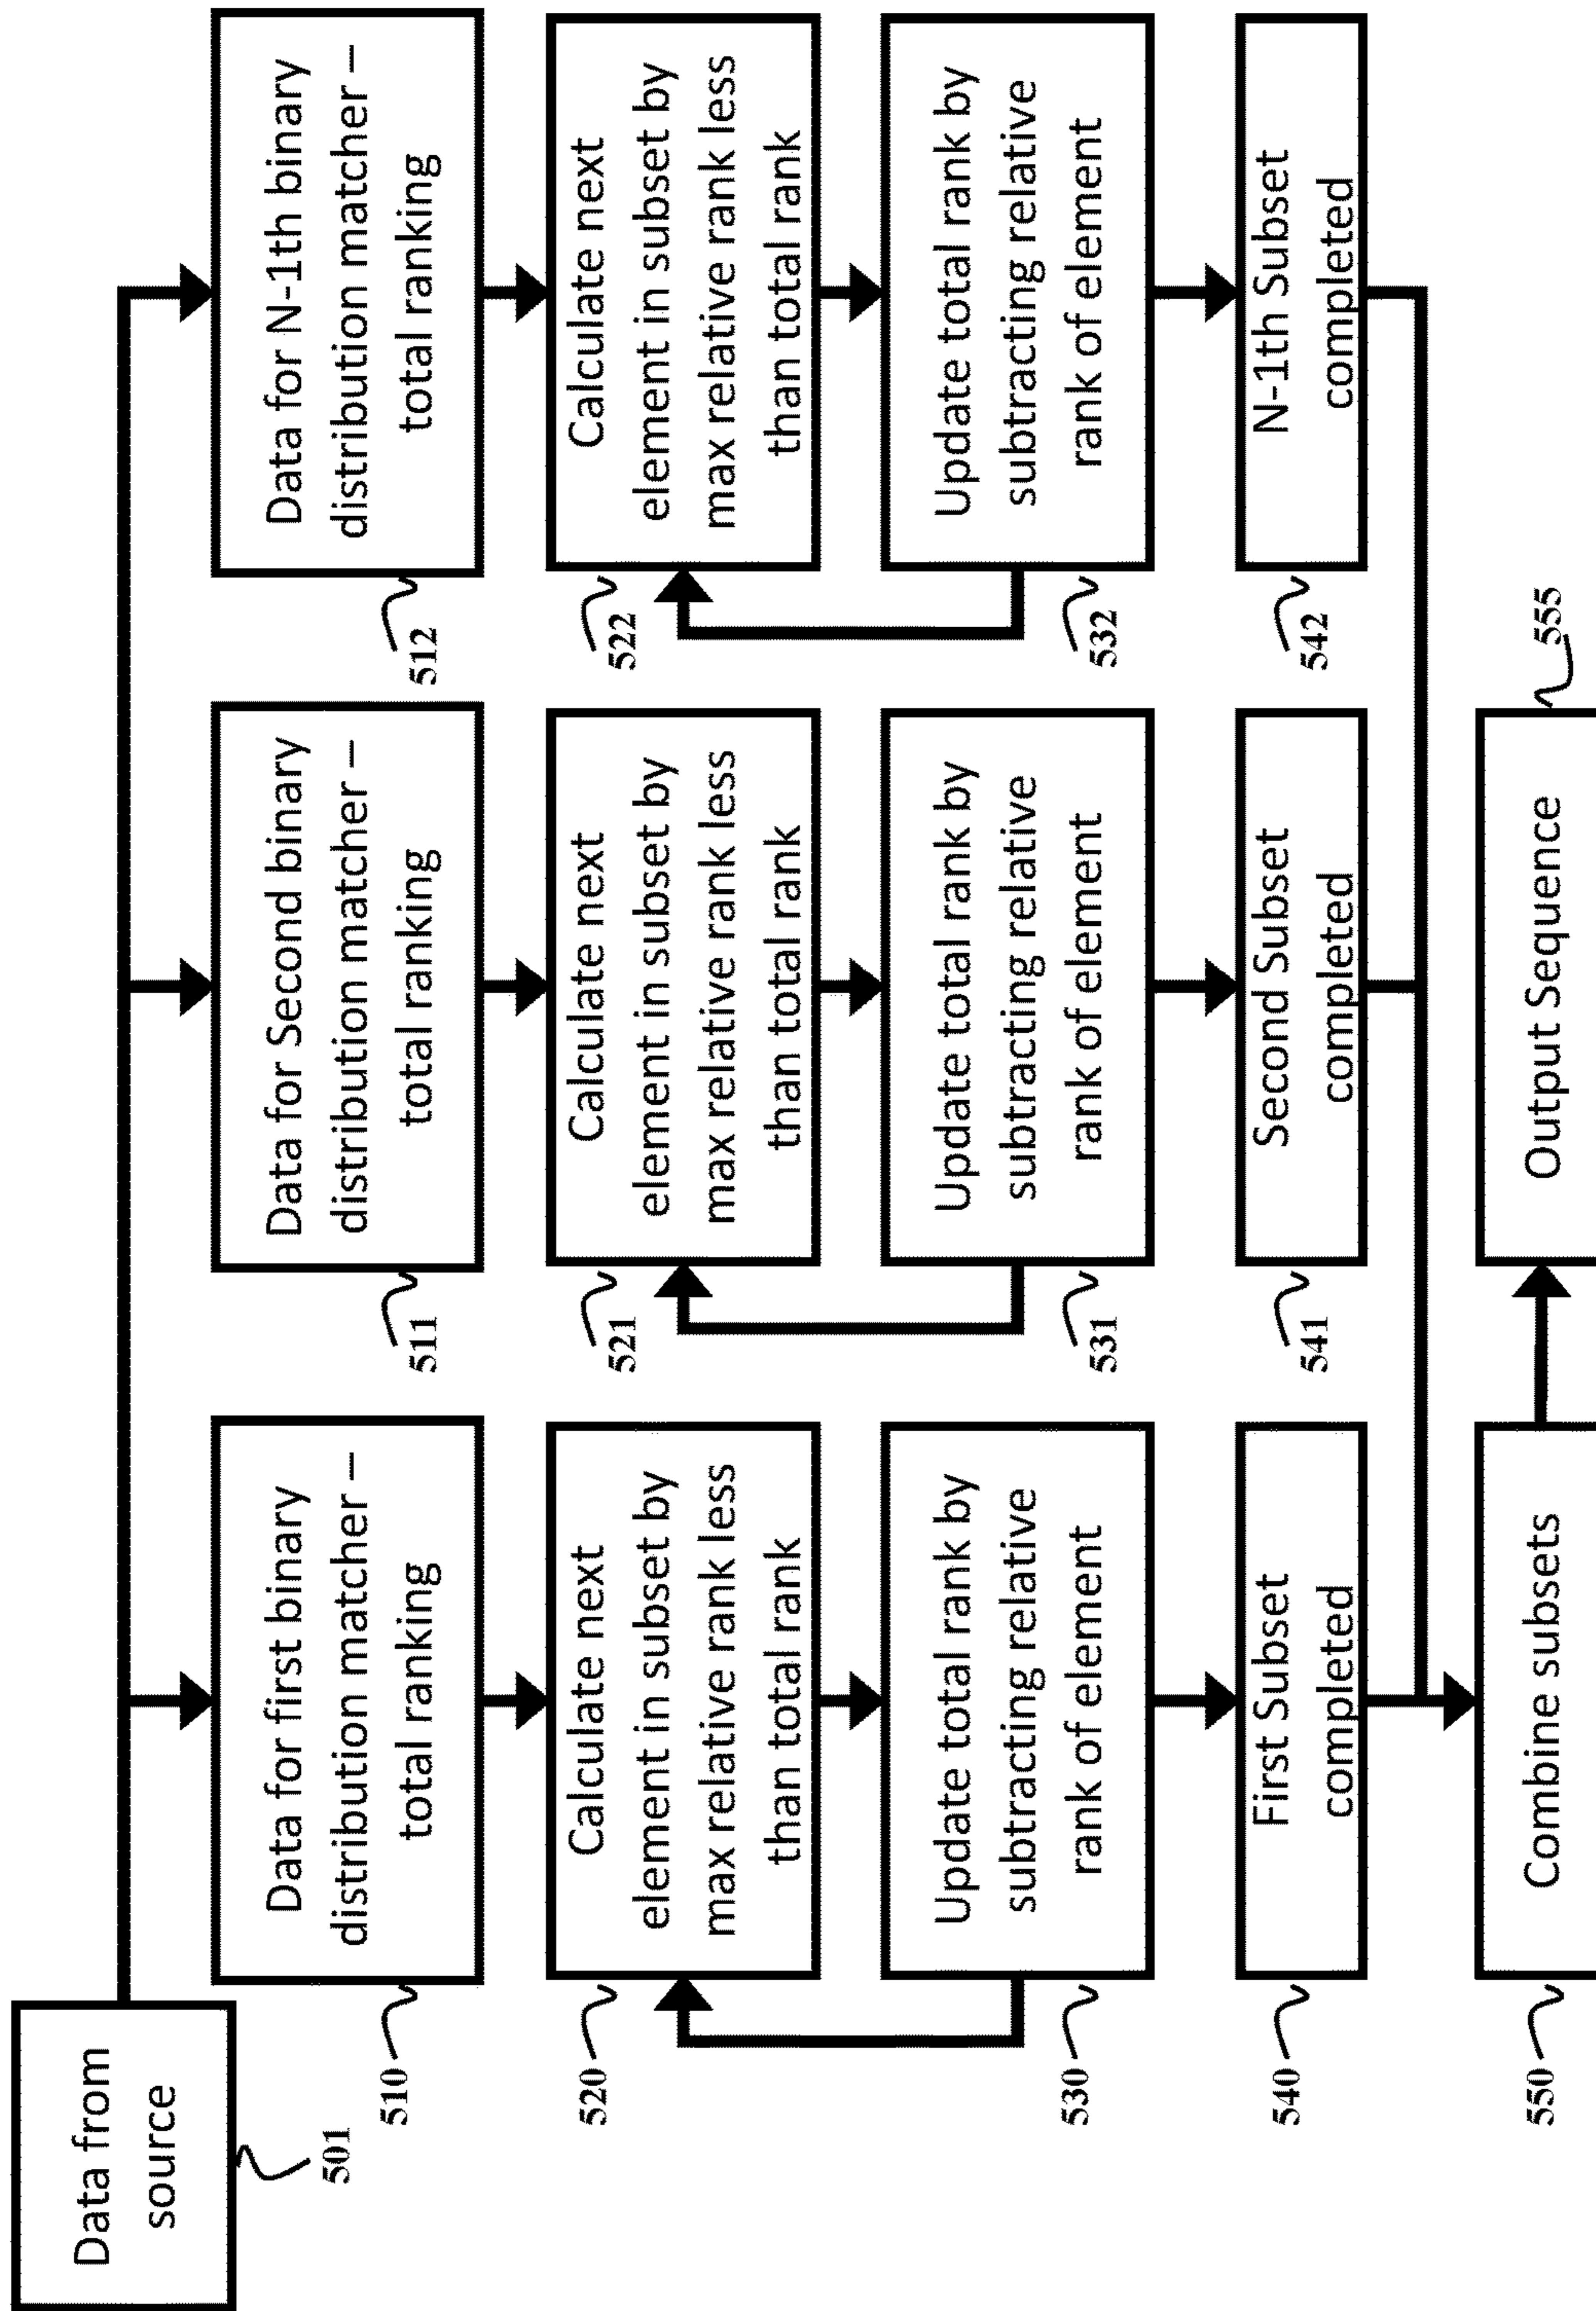 Data from
source
501
Data for first binary
distribution matcher –
total ranking
510
Data for Second binary
distribution matcher –
total ranking
511
Data for N-1th binary
distribution matcher –
total ranking
512
Calculate next
element in subset by
max relative rank less
than total rank
520
Calculate next
element in subset by
max relative rank less
than total rank
521
Calculate next
element in subset by
max relative rank less
than total rank
522
Update total rank by
subtracting relative
rank of element
530
Update total rank by
subtracting relative
rank of element
531
Update total rank by
subtracting relative
rank of element
532
First Subset
completed
540
Second Subset
completed
541
N-1th Subset
completed
542
Combine subsets
550
Output Sequence
555